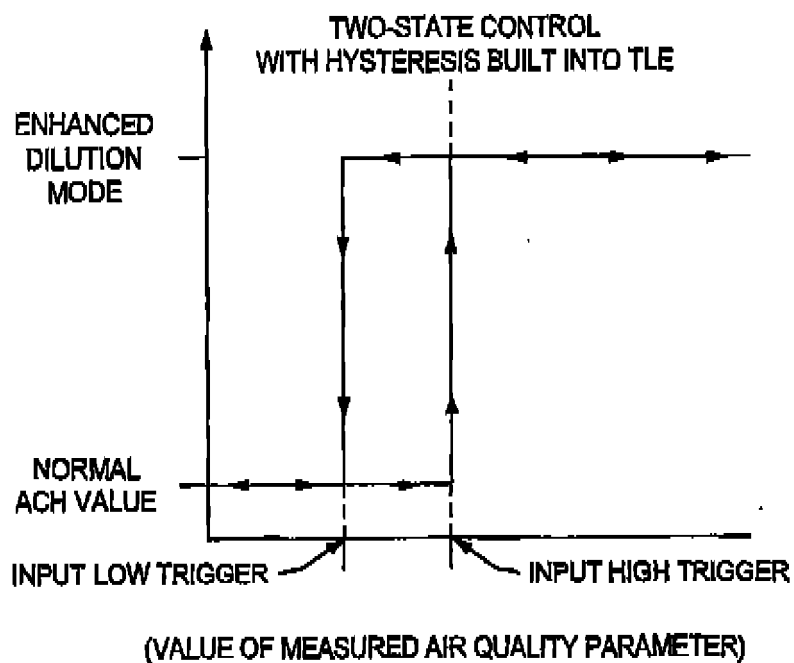 TWO-STATE CONTROL
WITH HYSTERESIS BUILT INTO TLE
ENHANCED
DILUTION
MODE
NORMAL
ACH VALUE
INPUT LOW TRIGGER
INPUT HIGH TRIGGER
(VALUE OF MEASURED AIR QUALITY PARAMETER)